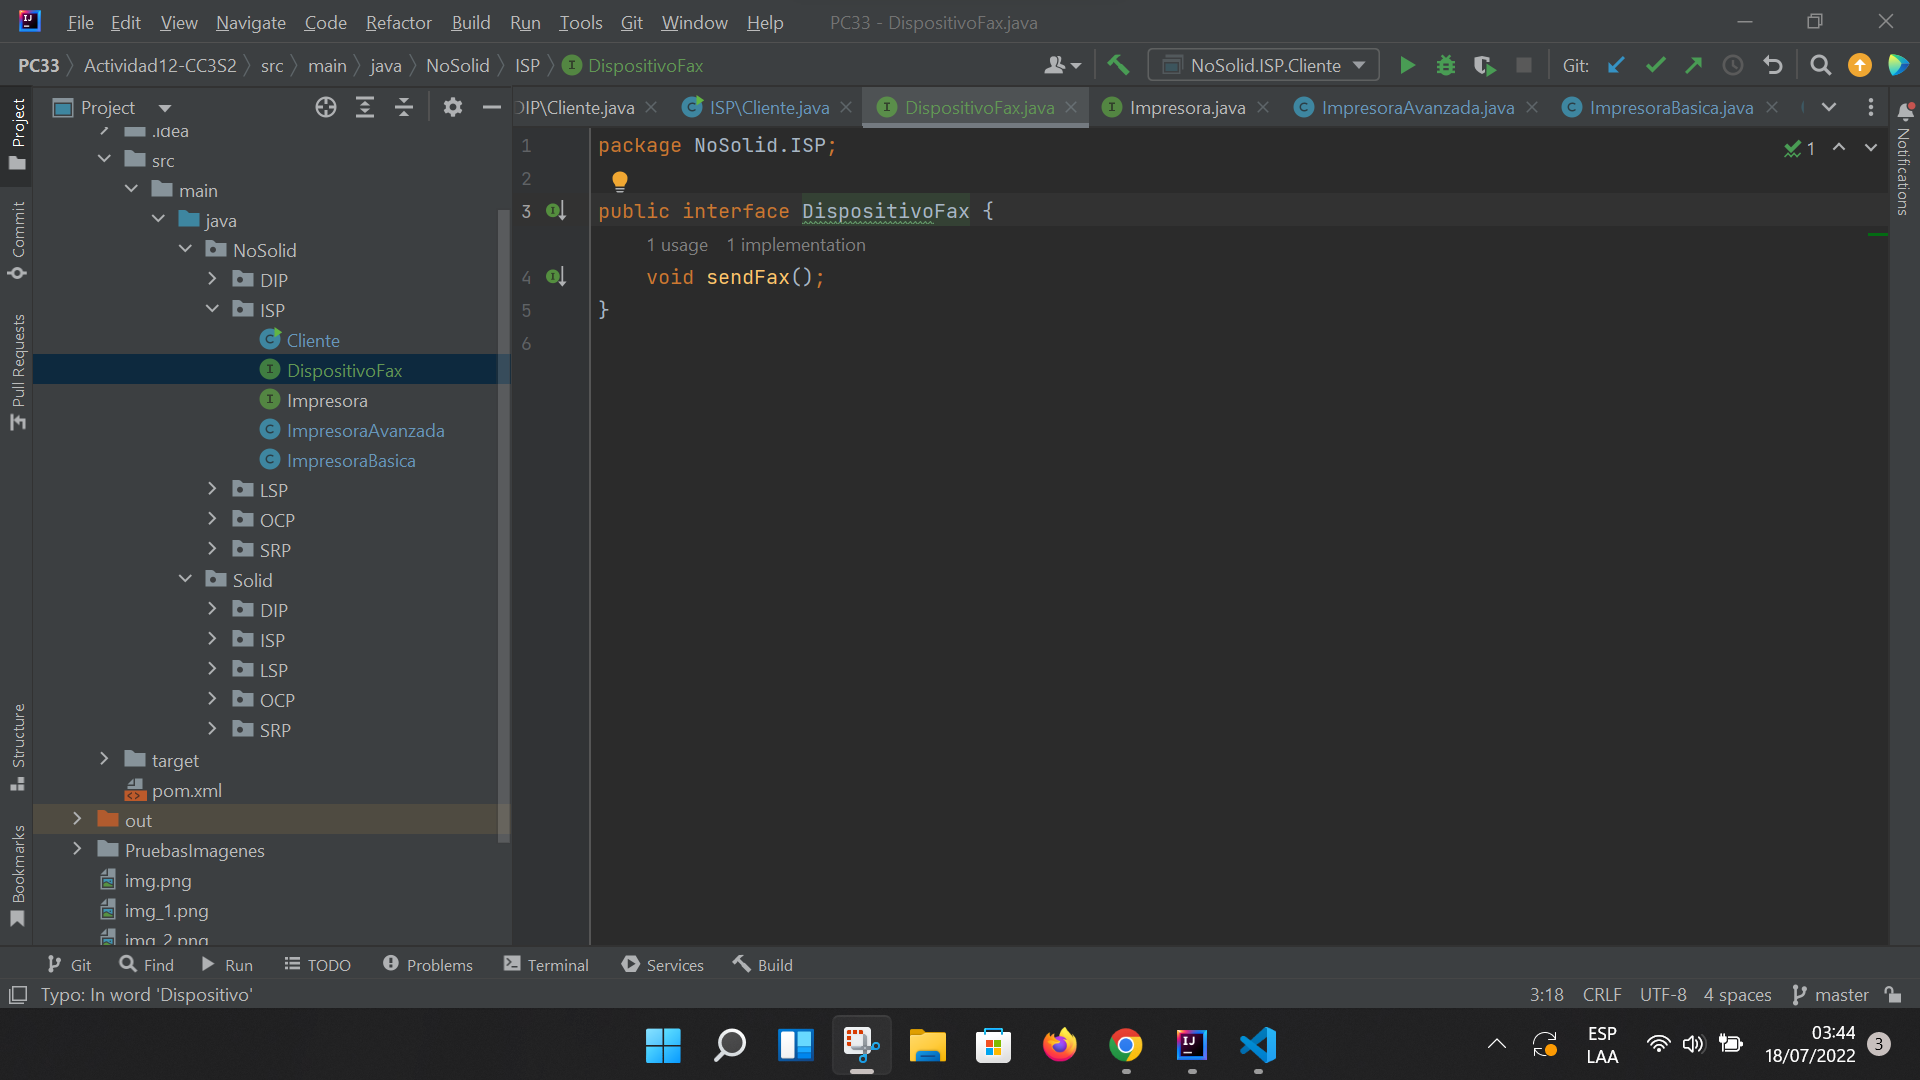 File Edit View Navigate Code Refactor Build Run Tools Git Window Help PC33 - DispositivoFax.java
PC33 Actividad12-CC3S2 src main java NoSolid ISP DispositivoFax NoSolid.ISP.Cliente Git:
Project
DIP\Cliente.java ISP\Cliente.java DispositivoFax.java Impresora.java ImpresoraAvanzada.java ImpresoraBasica.java
.idea
src
main
java
NoSolid
DIP
ISP
Cliente
DispositivoFax
Impresora
ImpresoraAvanzada
ImpresoraBasica
LSP
OCP
SRP
Solid
DIP
ISP
LSP
OCP
SRP
target
pom.xml
out
PruebasImagenes
img.png
img_1.png
img_2.png
Project
Commit
Pull Requests
Structure
Bookmarks
1 package NoSolid.ISP;
2
3 public interface DispositivoFax {
1 usage 1 implementation
4 void sendFax();
5 }
6
1
Notifications
Git Find Run TODO Problems Terminal Services Build
Typo: In word 'Dispositivo' 3:18 CRLF UTF-8 4 spaces master
ESP
LAA
03:44
18/07/2022
3